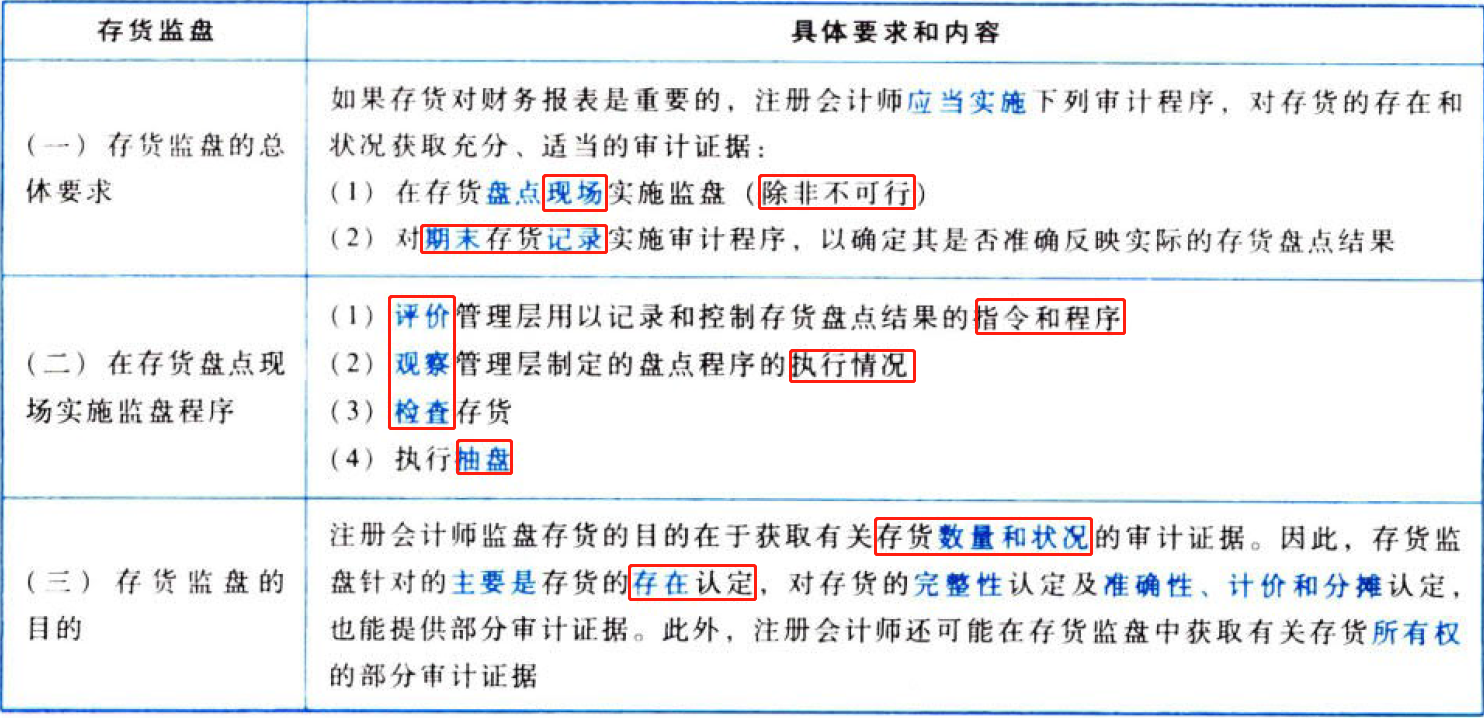 存货监盘
具体要求和内容
(一)存货监盘的总
体要求
如果存货对财务报表是重要的，注册会计师应当实施下列审计程序，对存货的存在和
状况获取充分、适当的审计证据：
(1) 在存货盘点现场实施监盘（除非不可行）
(2) 对期末存货记录实施审计程序，以确定其是否准确反映实际的存货盘点结果
(二)在存货盘点现
场实施监盘程序
(1) 评价管理层用以记录和控制存货盘点结果的指令和程序
(2) 观察管理层制定的盘点程序的执行情况
(3) 检查存货
(4) 执行抽盘
(三)存货监盘的
目的
注册会计师监盘存货的目的在于获取有关存货数量和状况的审计证据。因此，存货监
盘针对的主要是存货的存在认定，对存货的完整性认定及准确性、计价和分摊认定，
也能提供部分审计证据。此外，注册会计师还可能在存货监盘中获取有关存货所有权
的部分审计证据